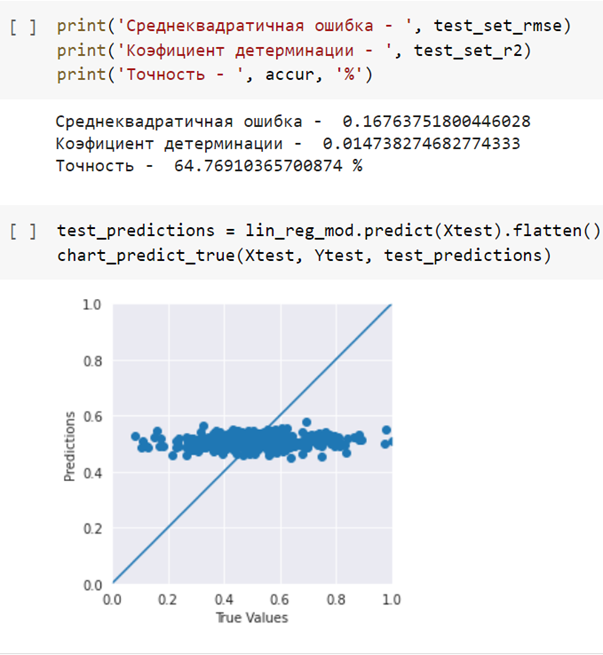 [ ] print('Среднеквадратичная ошибка - ', test_set_rmse)
print('Коэфициент детерминации - ', test_set_r2)
print('Точность - ', accur, '%')
Среднеквадратичная ошибка -  0.16763751800446028
Коэфициент детерминации -  0.014738274682774333
Точность -  64.76910365700874 %
[ ] test_predictions = lin_reg_mod.predict(Xtest).flatten()
chart_predict_true(Xtest, Ytest, test_predictions)
1.0
0.8
0.6
0.4
0.2
0.0
Predictions
0.0 0.2 0.4 0.6 0.8 1.0
True Values